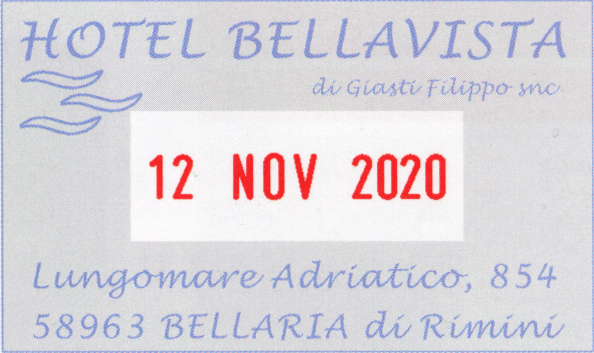 HOTEL BELLAVISTA
di Giasti Filippo snc
12 NOV 2020
Lungomare Adriatico, 854
58963 BELLARIA di Rimini